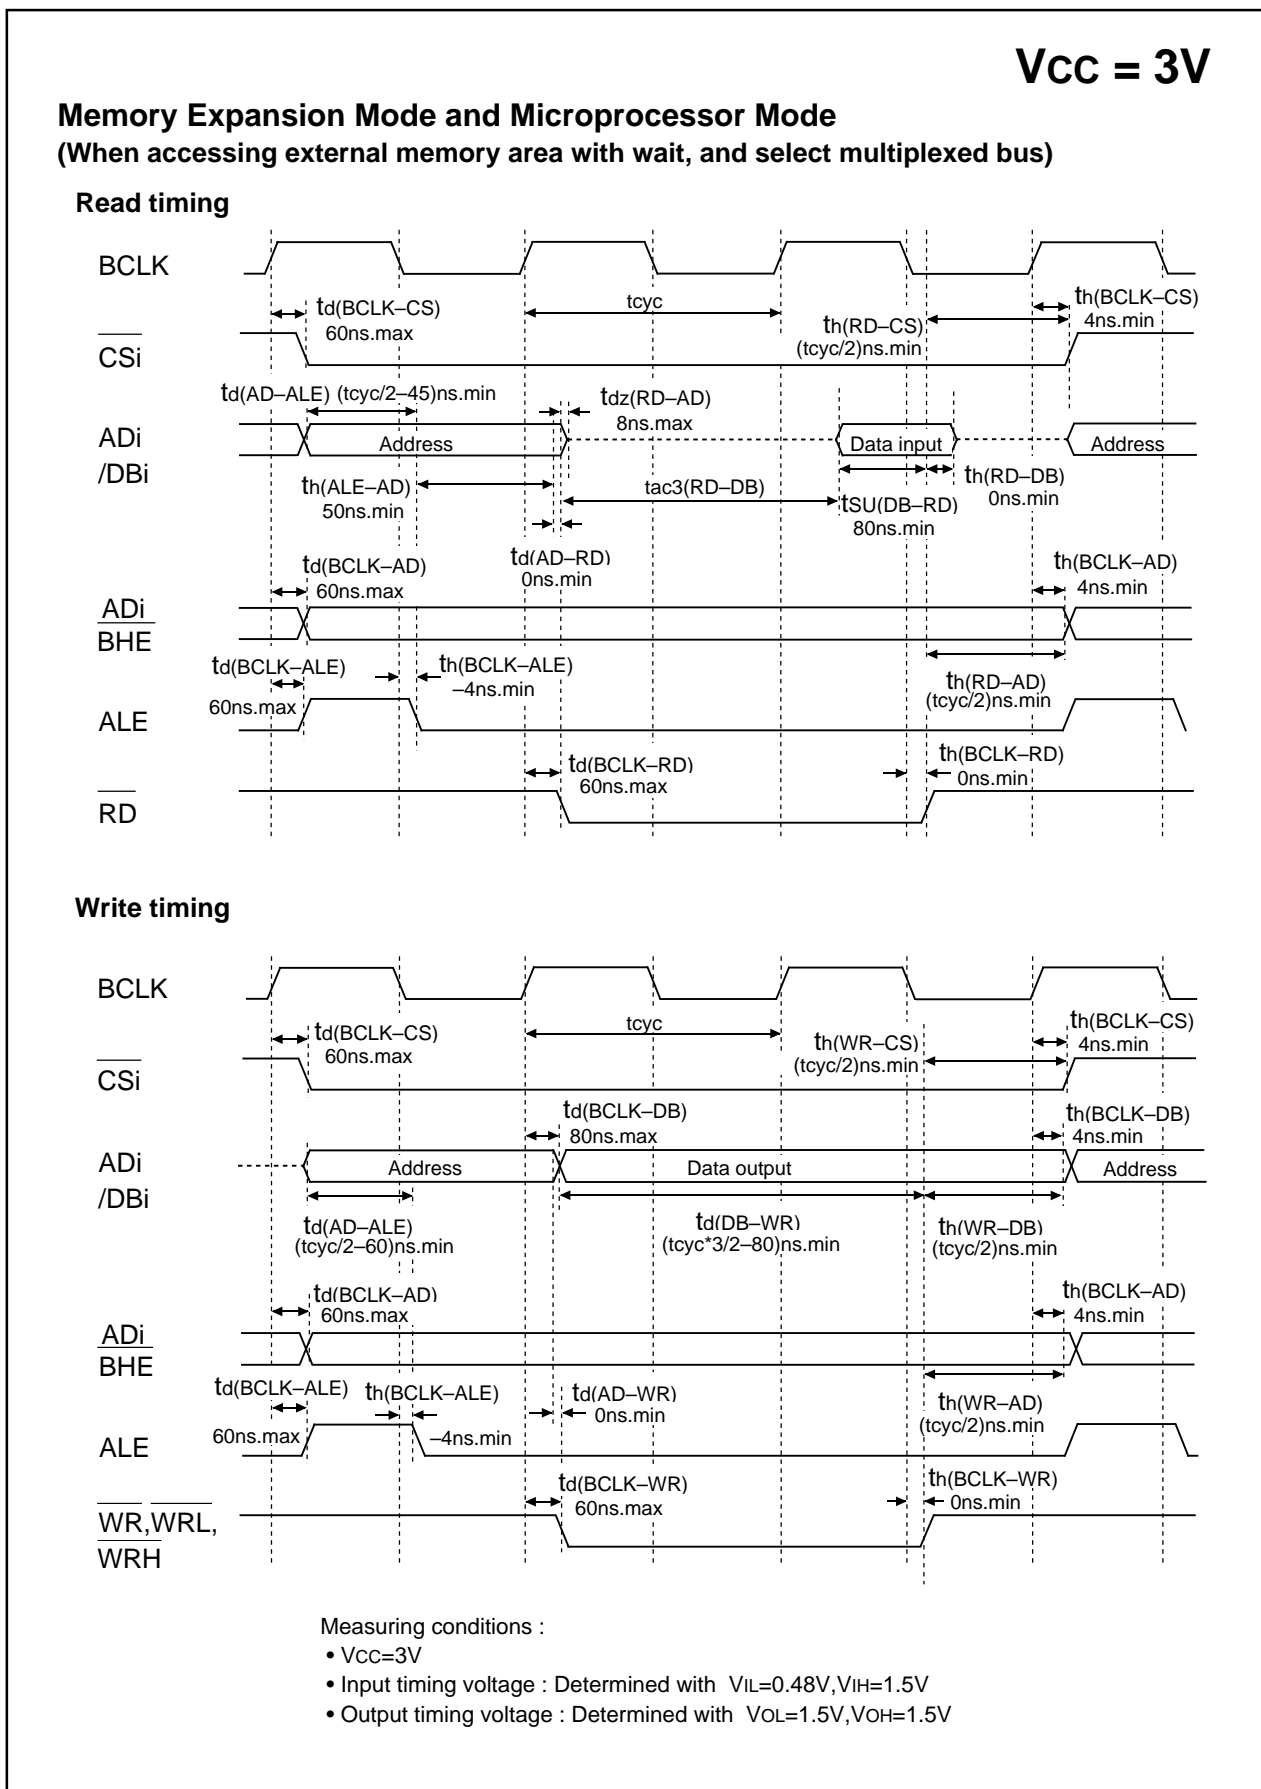 VCC = 3V
Memory Expansion Mode and Microprocessor Mode
(When accessing external memory area with wait, and select multiplexed bus)
Read timing
BCLK
td(BCLK–CS)
60ns.max
tcyc
th(RD–CS)
(tcyc/2)ns.min
th(BCLK–CS)
4ns.min
CSi
td(AD–ALE) (tcyc/2–45)ns.min
tdz(RD–AD)
8ns.max
ADi
/DBi
Address
Data input
Address
th(ALE–AD)
50ns.min
tac3(RD–DB)
tSU(DB–RD)
80ns.min
th(RD–DB)
0ns.min
td(AD–RD)
0ns.min
td(BCLK–AD)
60ns.max
th(BCLK–AD)
4ns.min
ADi
BHE
td(BCLK–ALE)
60ns.max
th(BCLK–ALE)
–4ns.min
th(RD–AD)
(tcyc/2)ns.min
ALE
td(BCLK–RD)
60ns.max
th(BCLK–RD)
0ns.min
RD
Write timing
BCLK
td(BCLK–CS)
60ns.max
tcyc
th(WR–CS)
(tcyc/2)ns.min
th(BCLK–CS)
4ns.min
CSi
td(BCLK–DB)
80ns.max
th(BCLK–DB)
4ns.min
ADi
/DBi
Address
Data output
Address
td(AD–ALE)
(tcyc/2–60)ns.min
td(DB–WR)
(tcyc*3/2–80)ns.min
th(WR–DB)
(tcyc/2)ns.min
td(BCLK–AD)
60ns.max
th(BCLK–AD)
4ns.min
ADi
BHE
td(BCLK–ALE)
60ns.max
th(BCLK–ALE)
–4ns.min
td(AD–WR)
0ns.min
th(WR–AD)
(tcyc/2)ns.min
ALE
td(BCLK–WR)
60ns.max
th(BCLK–WR)
0ns.min
WR,WRL,
WRH
Measuring conditions :
• VCC=3V
• Input timing voltage : Determined with VIL=0.48V,VIH=1.5V
• Output timing voltage : Determined with VOL=1.5V,VOH=1.5V